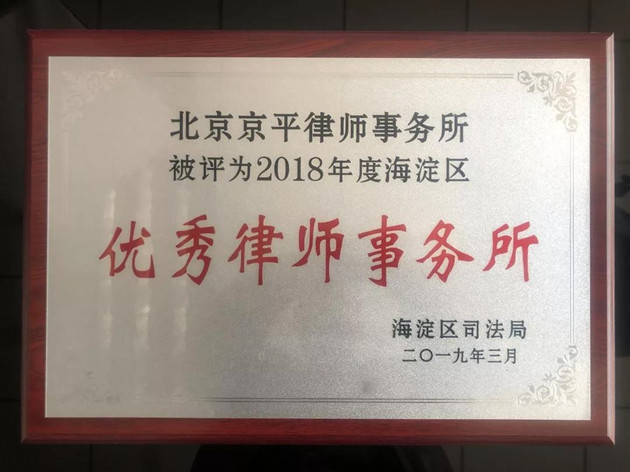 北京京平律师事务所
被评为2018年度海淀区
优秀律师事务所
海淀区司法局
二〇一九年三月